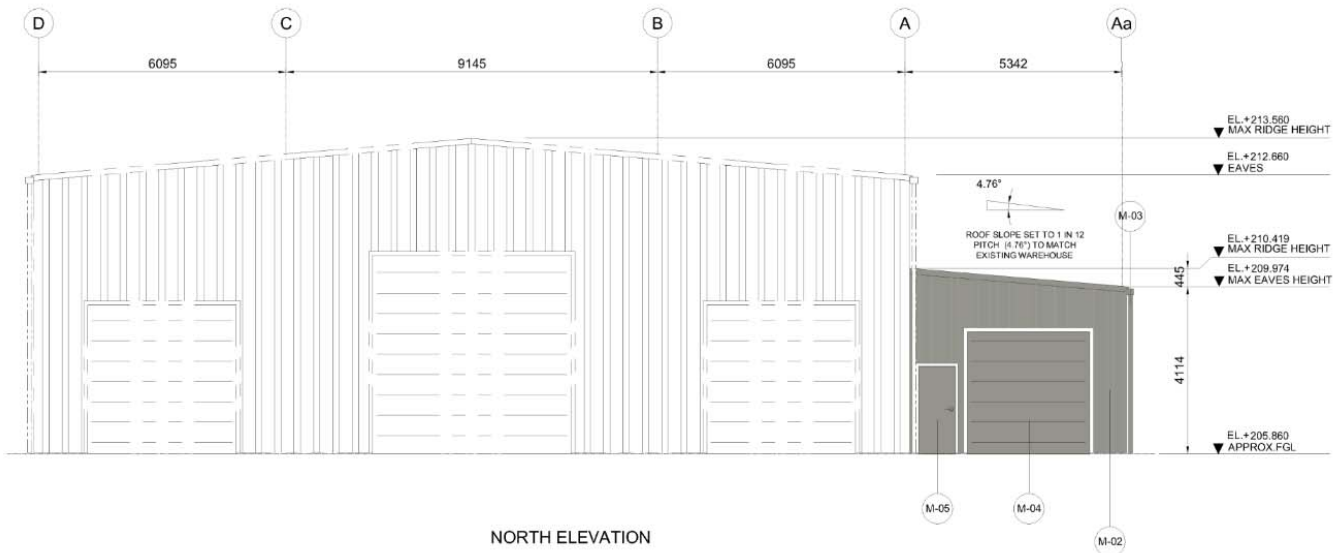 D
C
B
A
Aa
6095
9145
6095
5342
EL.+213.560
MAX RIDGE HEIGHT
EL.+212.660
EAVES
4.76°
M-03
ROOF SLOPE SET TO 1 IN 12
PITCH (4.76°) TO MATCH
EXISTING WAREHOUSE
EL.+210.419
MAX RIDGE HEIGHT
445
EL.+209.974
MAX EAVES HEIGHT
4114
EL.+205.860
APPROX.FGL
M-05
M-04
M-02
NORTH ELEVATION